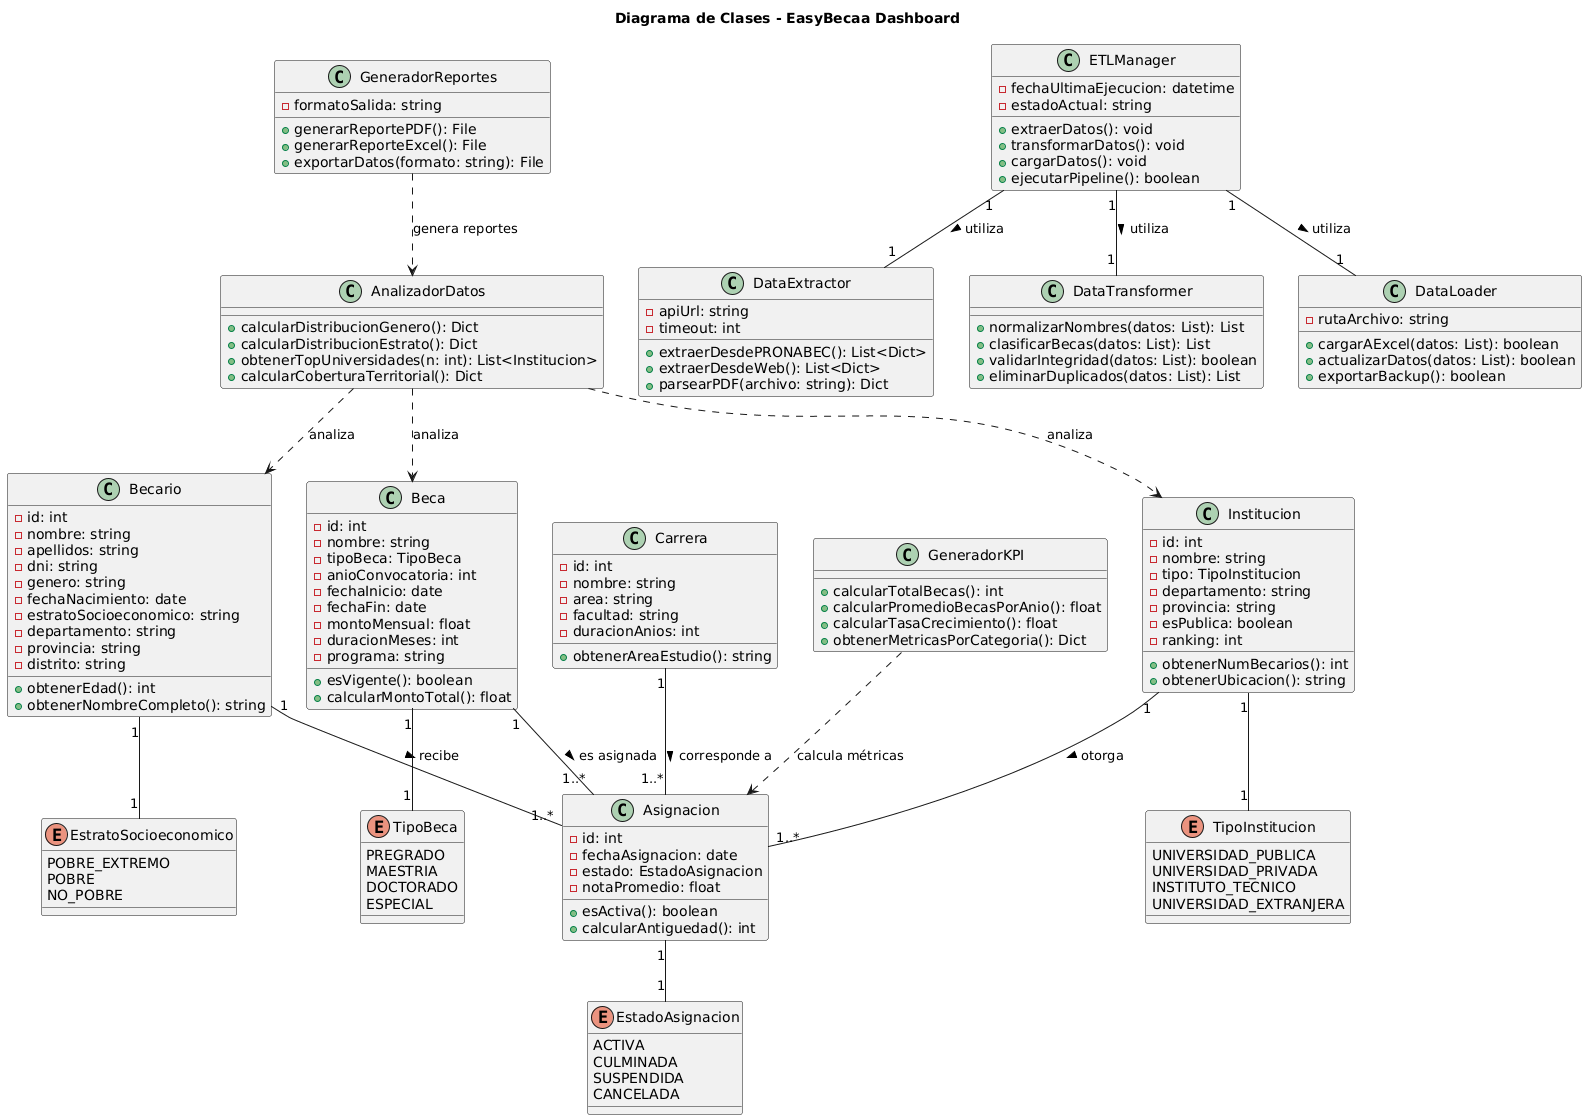 Diagrama de Clases - EasyBecaa Dashboard
C GeneradorReportes
formatoSalida: string
generarReportePDF(): File
generarReporteExcel(): File
exportarDatos(formato: string): File
C ETLManager
fechaUltimaEjecucion: datetime
estadoActual: string
extraerDatos(): void
transformarDatos(): void
cargarDatos(): void
ejecutarPipeline(): boolean
genera reportes
1
utiliza
1
1
utiliza
1
1
utiliza
1
C AnalizadorDatos
calcularDistribucionGenero(): Dict
calcularDistribucionEstrato(): Dict
obtenerTopUniversidades(n: int): List<Institucion>
calcularCoberturaTerritorial(): Dict
C DataExtractor
apiUrl: string
timeout: int
extraerDesdePRONABEC(): List<Dict>
extraerDesdeWeb(): List<Dict>
parsearPDF(archivo: string): Dict
C DataTransformer
normalizarNombres(datos: List): List
clasificarBecas(datos: List): List
validarIntegridad(datos: List): boolean
eliminarDuplicados(datos: List): List
C DataLoader
rutaArchivo: string
cargarAExcel(datos: List): boolean
actualizarDatos(datos: List): boolean
exportarBackup(): boolean
analiza
analiza
analiza
C Becario
id: int
nombre: string
apellidos: string
dni: string
genero: string
fechaNacimiento: date
estratoSocioeconomico: string
departamento: string
provincia: string
distrito: string
obtenerEdad(): int
obtenerNombreCompleto(): string
C Beca
id: int
nombre: string
tipoBeca: TipoBeca
anioConvocatoria: int
fechaInicio: date
fechaFin: date
montoMensual: float
duracionMeses: int
programa: string
esVigente(): boolean
calcularMontoTotal(): float
C Carrera
id: int
nombre: string
area: string
facultad: string
duracionAnios: int
obtenerAreaEstudio(): string
C GeneradorKPI
calcularTotalBecas(): int
calcularPromedioBecasPorAnio(): float
calcularTasaCrecimiento(): float
obtenerMetricasPorCategoria(): Dict
C Institucion
id: int
nombre: string
tipo: TipoInstitucion
departamento: string
provincia: string
esPublica: boolean
ranking: int
obtenerNumBecarios(): int
obtenerUbicacion(): string
1
1
1
recibe
1..*
1
1
1
es asignada
1..*
1
corresponde a
1..*
calcula métricas
1
otorga
1..*
1
1
E EstratoSocioeconomico
POBRE_EXTREMO
POBRE
NO_POBRE
E TipoBeca
PREGRADO
MAESTRIA
DOCTORADO
ESPECIAL
C Asignacion
id: int
fechaAsignacion: date
estado: EstadoAsignacion
notaPromedio: float
esActiva(): boolean
calcularAntiguedad(): int
E TipoInstitucion
UNIVERSIDAD_PUBLICA
UNIVERSIDAD_PRIVADA
INSTITUTO_TECNICO
UNIVERSIDAD_EXTRANJERA
1
1
E EstadoAsignacion
ACTIVA
CULMINADA
SUSPENDIDA
CANCELADA